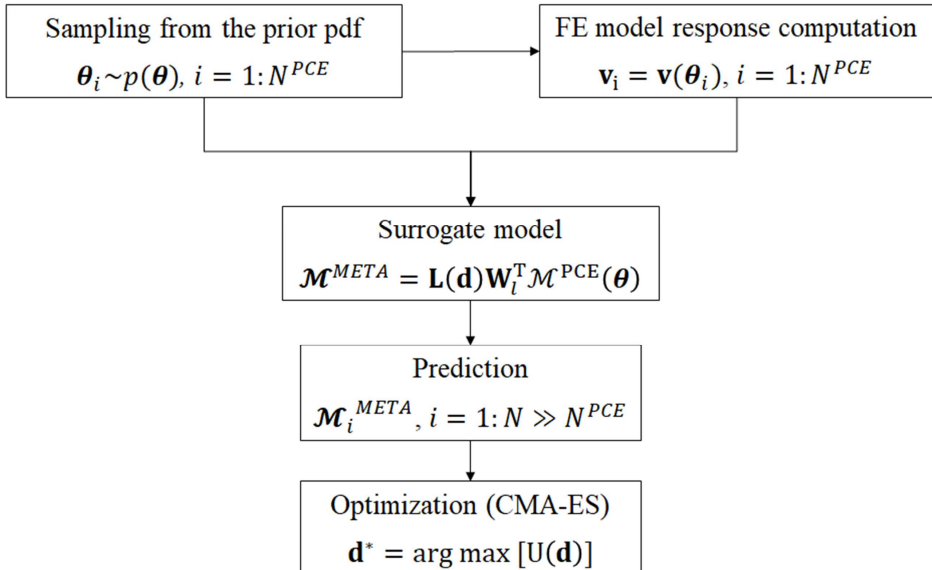 Sampling from the prior pdf
𝜽ᵢ~p(𝜽), i = 1: N^{PCE}
FE model response computation
𝐯ᵢ = 𝐯(𝜽ᵢ), i = 1: N^{PCE}
Surrogate model
𝓜^{META} = 𝐋(𝐝)𝐖_l^T ℳ^{PCE}(𝜽)
Prediction
𝓜ᵢ^{META}, i = 1: N ≫ N^{PCE}
Optimization (CMA-ES)
𝐝* = arg max [U(𝐝)]